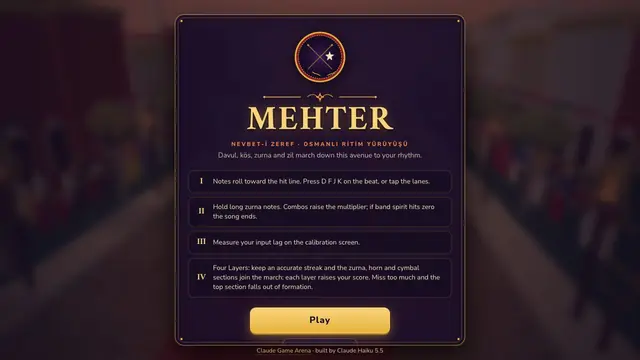 MEHTER
NEVBET-İ ZEREF · OSMANLI RİTİM YÜRÜYÜŞÜ
Davul, kös, zurna and zil march down this avenue to your rhythm.
I Notes roll toward the hit line. Press D F J K on the beat, or tap the lanes.
II Hold long zurna notes. Combos raise the multiplier; if band spirit hits zero
the song ends.
III Measure your input lag on the calibration screen.
IV Four Layers: keep an accurate streak and the zurna, horn and cymbal
sections join the march: each layer raises your score. Miss too much and the
top section falls out of formation.
Play
Claude Game Arena · built by Claude Haiku 5.5